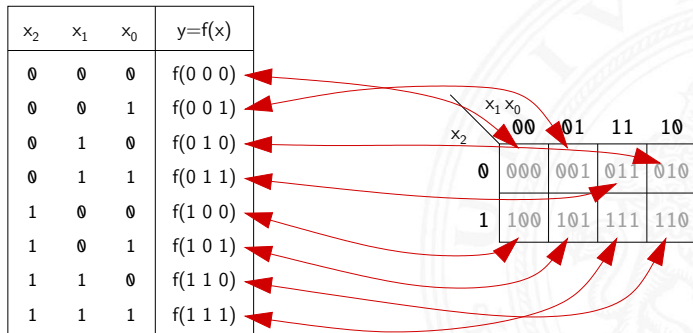 x2 x1 x0 y=f(x)
0 0 0 f(0 0 0)
0 0 1 f(0 0 1)
0 1 0 f(0 1 0)
0 1 1 f(0 1 1)
1 0 0 f(1 0 0)
1 0 1 f(1 0 1)
1 1 0 f(1 1 0)
1 1 1 f(1 1 1)
x1 x0
x2 00 01 11 10
0 000 001 011 010
1 100 101 111 110